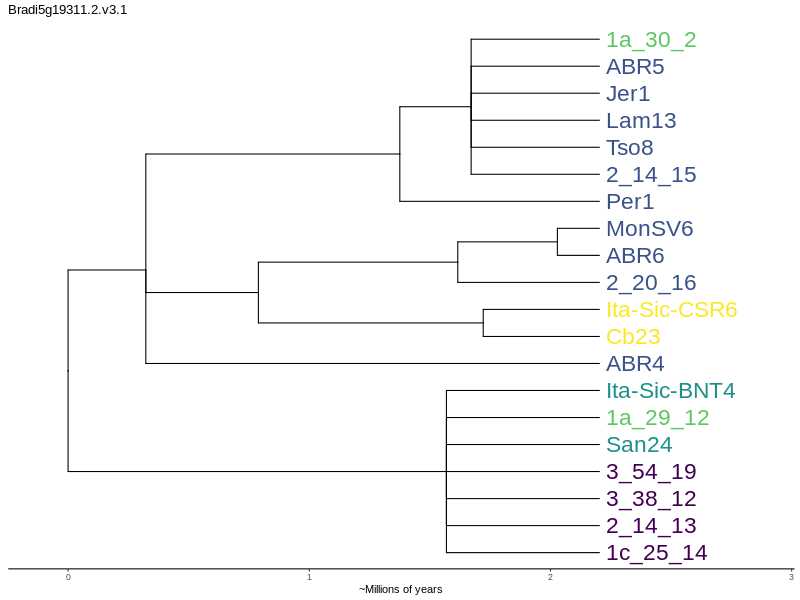 Bradi5g19311.2.v3.1
1a_30_2
ABR5
Jer1
Lam13
Tso8
2_14_15
Per1
MonSV6
ABR6
2_20_16
Ita-Sic-CSR6
Cb23
ABR4
Ita-Sic-BNT4
1a_29_12
San24
3_54_19
3_38_12
2_14_13
1c_25_14
0 1 2 3
~Millions of years